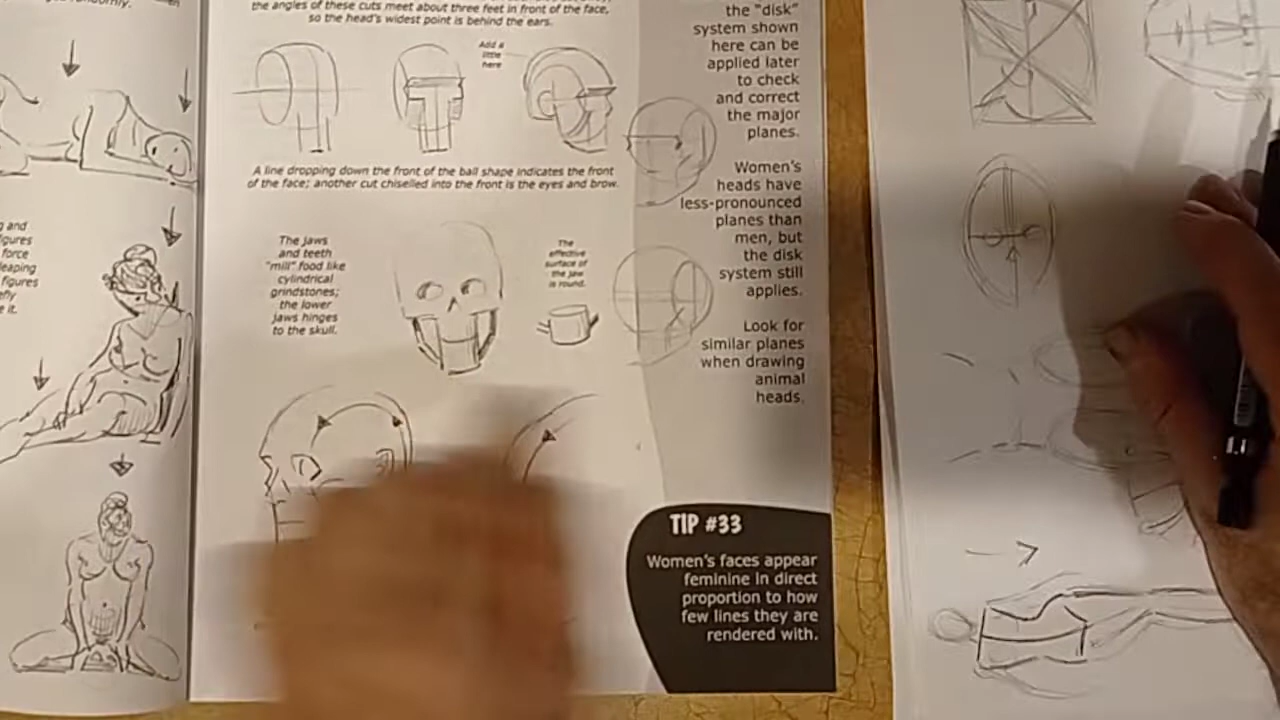 the angles of these cuts meet about three feet in front of the face,
so the head's widest point is behind the ears.
Add a
little
here
A line dropping down the front of the ball shape indicates the front
of the face; another cut chiselled into the front is the eyes and brow.
The jaws
and teeth
"mill" food like
cylindrical
grindstones;
the lower
jaws hinges
to the skull.
The
effective
surface of
the jaw
is round.
the "disk"
system shown
here can be
applied later
to check
and correct
the major
planes.
Women's
heads have
less-pronounced
planes than
men, but
the disk
system still
applies.
Look for
similar planes
when drawing
animal
heads.
TIP #33
Women's faces appear
feminine in direct
proportion to how
few lines they are
rendered with.
and
figures
force
leaping
figures
it.